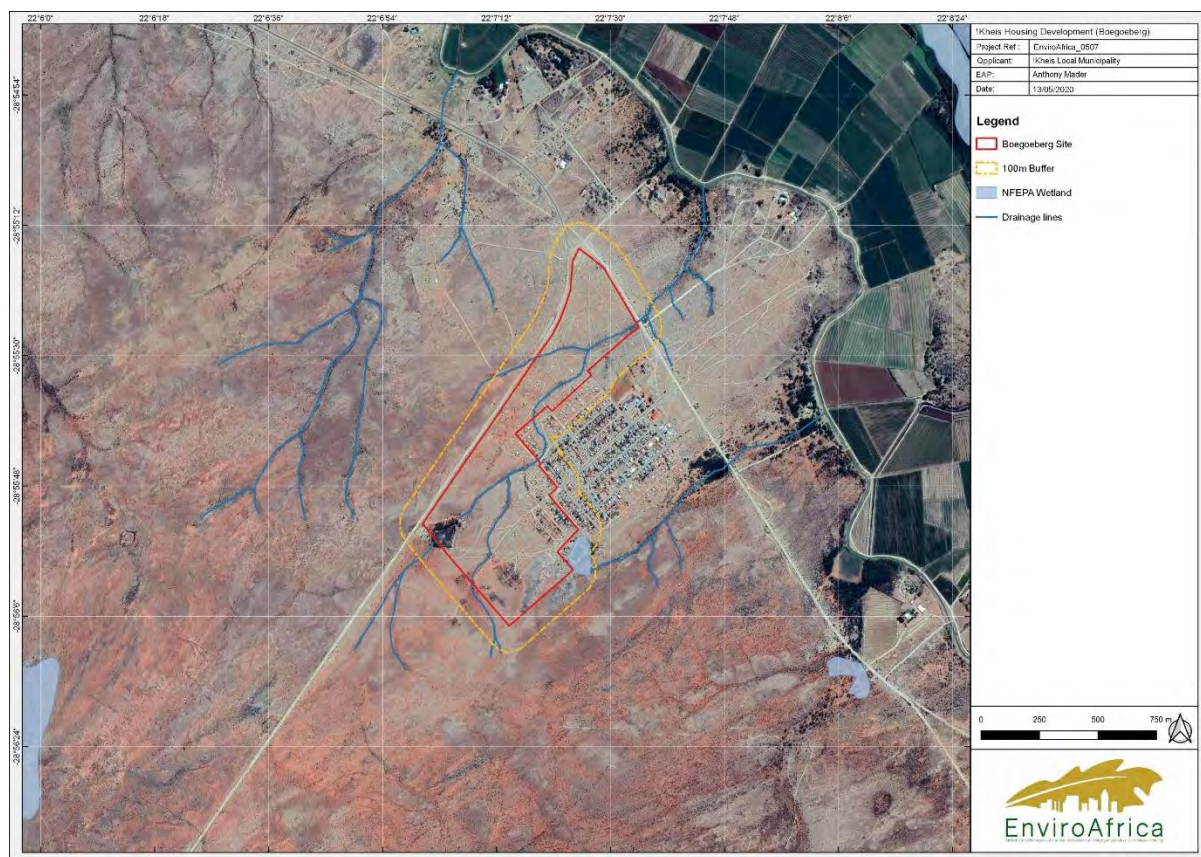 22°6'0" 22°6'18" 22°6'36" 22°6'54" 22°7'12" 22°7'30" 22°7'48" 22°8'6" 22°8'24"
-28°54'54"
-28°55'12"
-28°55'30"
-28°55'48"
-28°56'6"
-28°56'24"
!Kheis Housing Development (Boegoeberg)
Project Ref : EnviroAfrica_0507
Qpplicant: !Kheis Local Municipality
EAP: Anthony Mader
Date: 13/05/2020
Legend
Boegoeberg Site
100m Buffer
NFEPA Wetland
Drainage lines
0 250 500 750 m
EnviroAfrica